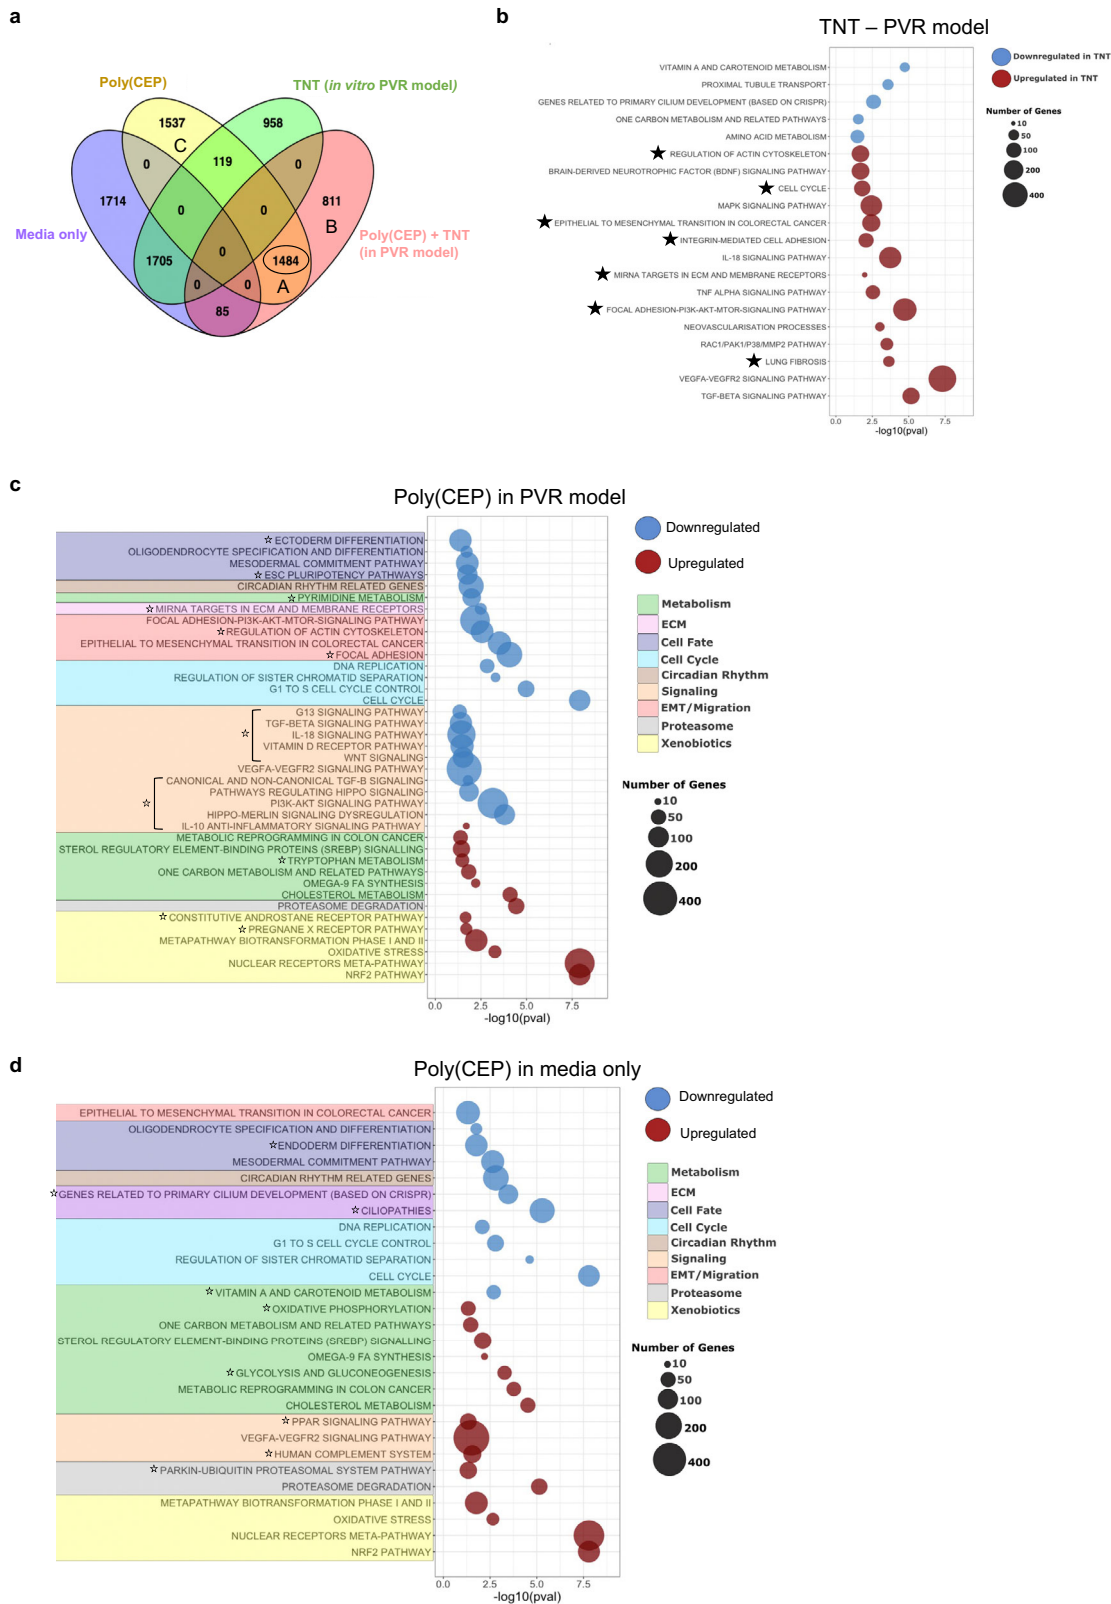 a
Poly(CEP)
TNT (in vitro PVR model)
1537
958
C
0
119
0
1714
0
0
811
B
Media only
Poly(CEP) + TNT
(in PVR model)
0
1705
1484
0
0
A
85
b
TNT – PVR model
VITAMIN A AND CAROTENOID METABOLISM
PROXIMAL TUBULE TRANSPORT
GENES RELATED TO PRIMARY CILIUM DEVELOPMENT (BASED ON CRISPR)
ONE CARBON METABOLISM AND RELATED PATHWAYS
AMINO ACID METABOLISM
★ REGULATION OF ACTIN CYTOSKELETON
BRAIN-DERIVED NEUROTROPHIC FACTOR (BDNF) SIGNALING PATHWAY
★ CELL CYCLE
MAPK SIGNALING PATHWAY
★ EPITHELIAL TO MESENCHYMAL TRANSITION IN COLORECTAL CANCER
★ INTEGRIN-MEDIATED CELL ADHESION
IL-18 SIGNALING PATHWAY
★ MIRNA TARGETS IN ECM AND MEMBRANE RECEPTORS
TNF ALPHA SIGNALING PATHWAY
★ FOCAL ADHESION-PI3K-AKT-MTOR-SIGNALING PATHWAY
NEOVASCULARISATION PROCESSES
RAC1/PAK1/P38/MMP2 PATHWAY
★ LUNG FIBROSIS
VEGFA-VEGFR2 SIGNALING PATHWAY
TGF-BETA SIGNALING PATHWAY
0.0 2.5 5.0 7.5
-log10(pval)
Downregulated in TNT
Upregulated in TNT
Number of Genes
10
50
100
200
400
c
Poly(CEP) in PVR model
☆ ECTODERM DIFFERENTIATION
OLIGODENDROCYTE SPECIFICATION AND DIFFERENTIATION
MESODERMAL COMMITMENT PATHWAY
☆ ESC PLURIPOTENCY PATHWAYS
CIRCADIAN RHYTHM RELATED GENES
☆ PYRIMIDINE METABOLISM
☆ MIRNA TARGETS IN ECM AND MEMBRANE RECEPTORS
FOCAL ADHESION-PI3K-AKT-MTOR-SIGNALING PATHWAY
☆ REGULATION OF ACTIN CYTOSKELETON
EPITHELIAL TO MESENCHYMAL TRANSITION IN COLORECTAL CANCER
☆ FOCAL ADHESION
DNA REPLICATION
REGULATION OF SISTER CHROMATID SEPARATION
G1 TO S CELL CYCLE CONTROL
CELL CYCLE
G13 SIGNALING PATHWAY
TGF-BETA SIGNALING PATHWAY
☆ IL-18 SIGNALING PATHWAY
VITAMIN D RECEPTOR PATHWAY
WNT SIGNALING
VEGFA-VEGFR2 SIGNALING PATHWAY
CANONICAL AND NON-CANONICAL TGF-B SIGNALING
PATHWAYS REGULATING HIPPO SIGNALING
☆ PI3K-AKT SIGNALING PATHWAY
HIPPO-MERLIN SIGNALING DYSREGULATION
IL-10 ANTI-INFLAMMATORY SIGNALING PATHWAY
METABOLIC REPROGRAMMING IN COLON CANCER
STEROL REGULATORY ELEMENT-BINDING PROTEINS (SREBP) SIGNALLING
☆ TRYPTOPHAN METABOLISM
ONE CARBON METABOLISM AND RELATED PATHWAYS
OMEGA-9 FA SYNTHESIS
CHOLESTEROL METABOLISM
PROTEASOME DEGRADATION
☆ CONSTITUTIVE ANDROSTANE RECEPTOR PATHWAY
☆ PREGNANE X RECEPTOR PATHWAY
METAPATHWAY BIOTRANSFORMATION PHASE I AND II
OXIDATIVE STRESS
NUCLEAR RECEPTORS META-PATHWAY
NRF2 PATHWAY
0.0 2.5 5.0 7.5
-log10(pval)
Downregulated
Upregulated
Metabolism
ECM
Cell Fate
Cell Cycle
Circadian Rhythm
Signaling
EMT/Migration
Proteasome
Xenobiotics
Number of Genes
10
50
100
200
400
d
Poly(CEP) in media only
EPITHELIAL TO MESENCHYMAL TRANSITION IN COLORECTAL CANCER
OLIGODENDROCYTE SPECIFICATION AND DIFFERENTIATION
☆ ENDODERM DIFFERENTIATION
MESODERMAL COMMITMENT PATHWAY
CIRCADIAN RHYTHM RELATED GENES
☆ GENES RELATED TO PRIMARY CILIUM DEVELOPMENT (BASED ON CRISPR)
☆ CILIOPATHIES
DNA REPLICATION
G1 TO S CELL CYCLE CONTROL
REGULATION OF SISTER CHROMATID SEPARATION
CELL CYCLE
☆ VITAMIN A AND CAROTENOID METABOLISM
☆ OXIDATIVE PHOSPHORYLATION
ONE CARBON METABOLISM AND RELATED PATHWAYS
STEROL REGULATORY ELEMENT-BINDING PROTEINS (SREBP) SIGNALLING
OMEGA-9 FA SYNTHESIS
☆ GLYCOLYSIS AND GLUCONEOGENESIS
METABOLIC REPROGRAMMING IN COLON CANCER
CHOLESTEROL METABOLISM
☆ PPAR SIGNALING PATHWAY
VEGFA-VEGFR2 SIGNALING PATHWAY
☆ HUMAN COMPLEMENT SYSTEM
☆ PARKIN-UBIQUITIN PROTEASOMAL SYSTEM PATHWAY
PROTEASOME DEGRADATION
METAPATHWAY BIOTRANSFORMATION PHASE I AND II
OXIDATIVE STRESS
NUCLEAR RECEPTORS META-PATHWAY
NRF2 PATHWAY
0.0 2.5 5.0 7.5
-log10(pval)
Downregulated
Upregulated
Metabolism
ECM
Cell Fate
Cell Cycle
Circadian Rhythm
Signaling
EMT/Migration
Proteasome
Xenobiotics
Number of Genes
10
50
100
200
400